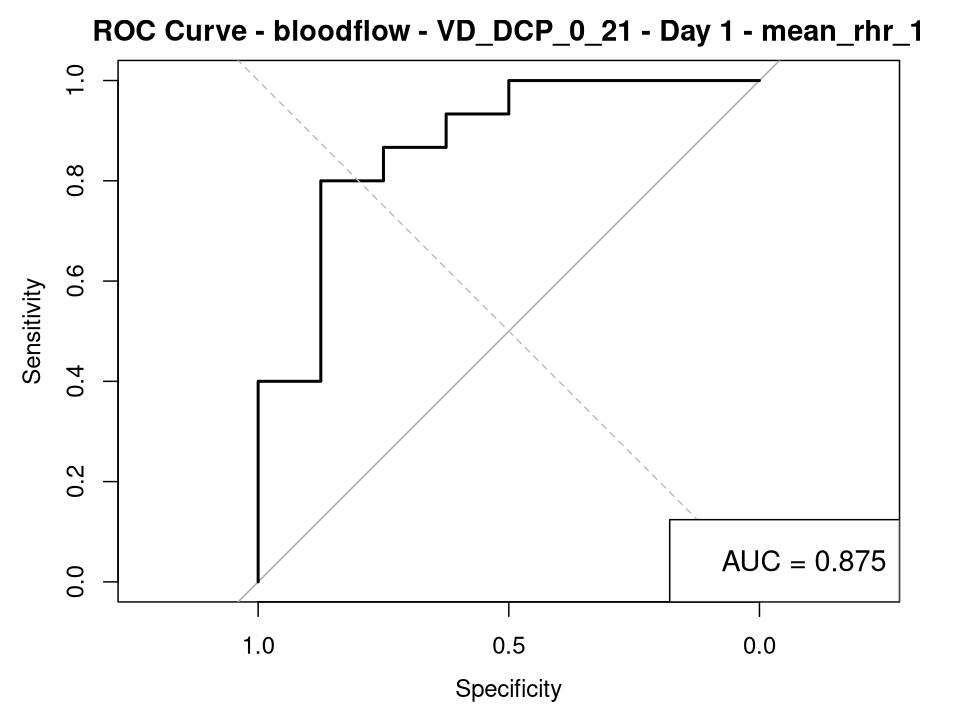 ROC Curve - bloodflow - VD_DCP_0_21 - Day 1 - mean_rhr_1
Sensitivity
1.0
0.8
0.6
0.4
0.2
0.0
AUC = 0.875
1.0 0.5 0.0
Specificity